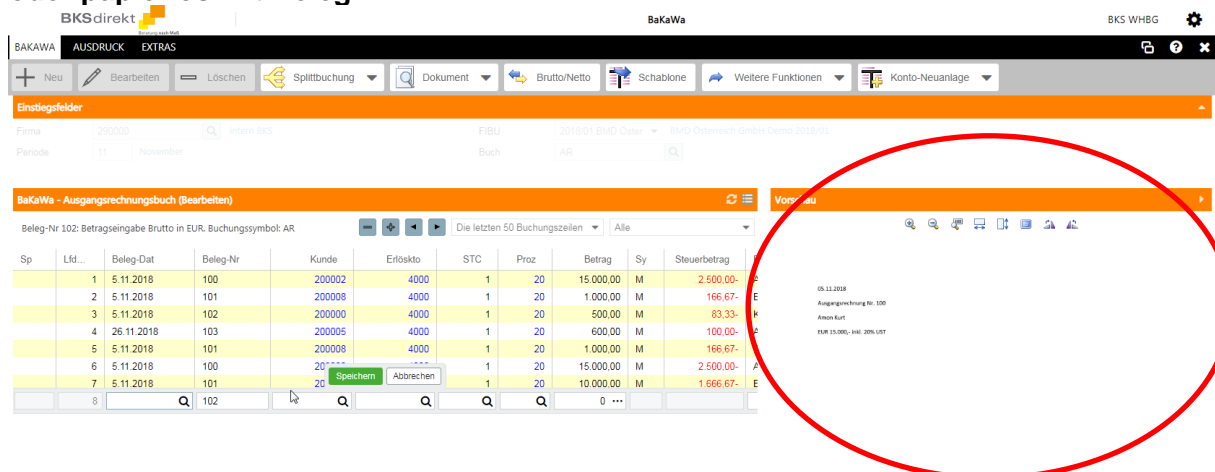 BKSdirekt
Beratung nach Maß
BaKaWa
BKS WHBG
BAKAWA AUSDRUCK EXTRAS
Neu Bearbeiten Löschen Splittbuchung Dokument Brutto/Netto Schablone Weitere Funktionen Konto-Neuanlage
Einstiegsfelder
Firma 290000 intern BKS FIBU 2018/01 BMD Öster BMD Österreich GmbH Demo 2018/01
Periode 11 November Buch AR
BaKaWa - Ausgangsrechnungsbuch (Bearbeiten)
Vorschau
Beleg-Nr 102: Betragseingabe Brutto in EUR. Buchungssymbol: AR Die letzten 50 Buchungszeilen Alle
Sp Lfd... Beleg-Dat Beleg-Nr Kunde Erlöskto STC Proz Betrag Sy Steuerbetrag
1 5.11.2018 100 200002 4000 1 20 15.000,00 M 2.500,00-
2 5.11.2018 101 200008 4000 1 20 1.000,00 M 166,67-
3 5.11.2018 102 200000 4000 1 20 500,00 M 83,33-
4 26.11.2018 103 200005 4000 1 20 600,00 M 100,00-
5 5.11.2018 101 200008 4000 1 20 1.000,00 M 166,67-
6 5.11.2018 100 1 20 15.000,00 M 2.500,00-
7 5.11.2018 101 1 20 10.000,00 M 1.666,67-
Speichern Abbrechen
8 102 0 ...
05.11.2018
Ausgangsrechnung Nr. 100
Amon Kurt
EUR 15.000,- inkl. 20% UST